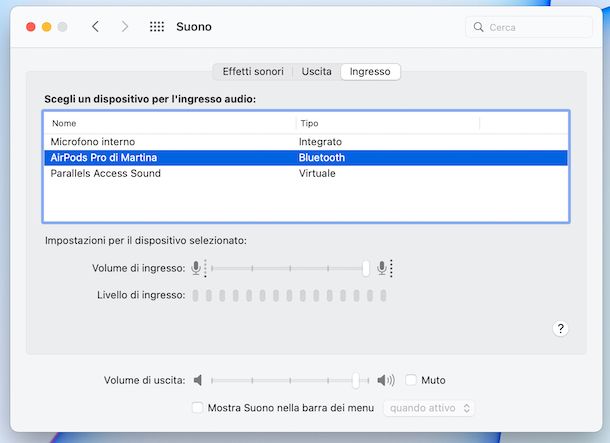 Suono
Cerca
Effetti sonori Uscita Ingresso
Scegli un dispositivo per l'ingresso audio:
Nome Tipo
Microfono interno Integrato
AirPods Pro di Martina Bluetooth
Parallels Access Sound Virtuale
Impostazioni per il dispositivo selezionato:
Volume di ingresso:
Livello di ingresso:
?
Volume di uscita: Muto
Mostra Suono nella barra dei menu quando attivo